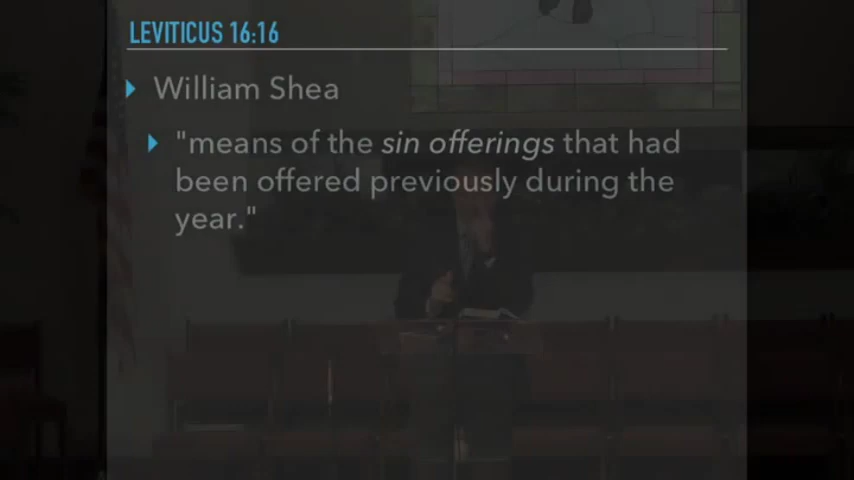 LEVITICUS 16:16
William Shea
"means of the sin offerings that had
been offered previously during the
year."